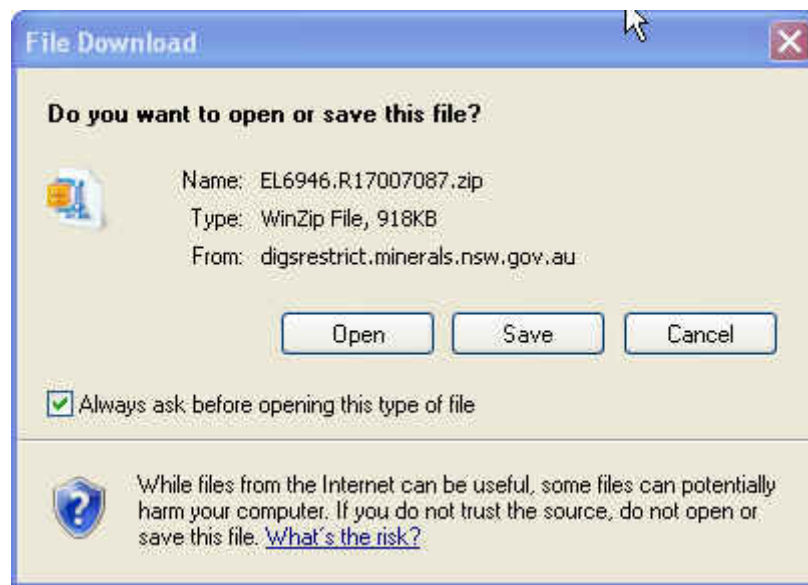 File Download
Do you want to open or save this file?
Name: EL6946.R17007087.zip
Type: WinZip File, 918KB
From: digsrestrict.minerals.nsw.gov.au
Open Save Cancel
Always ask before opening this type of file
While files from the Internet can be useful, some files can potentially
harm your computer. If you do not trust the source, do not open or
save this file. What's the risk?